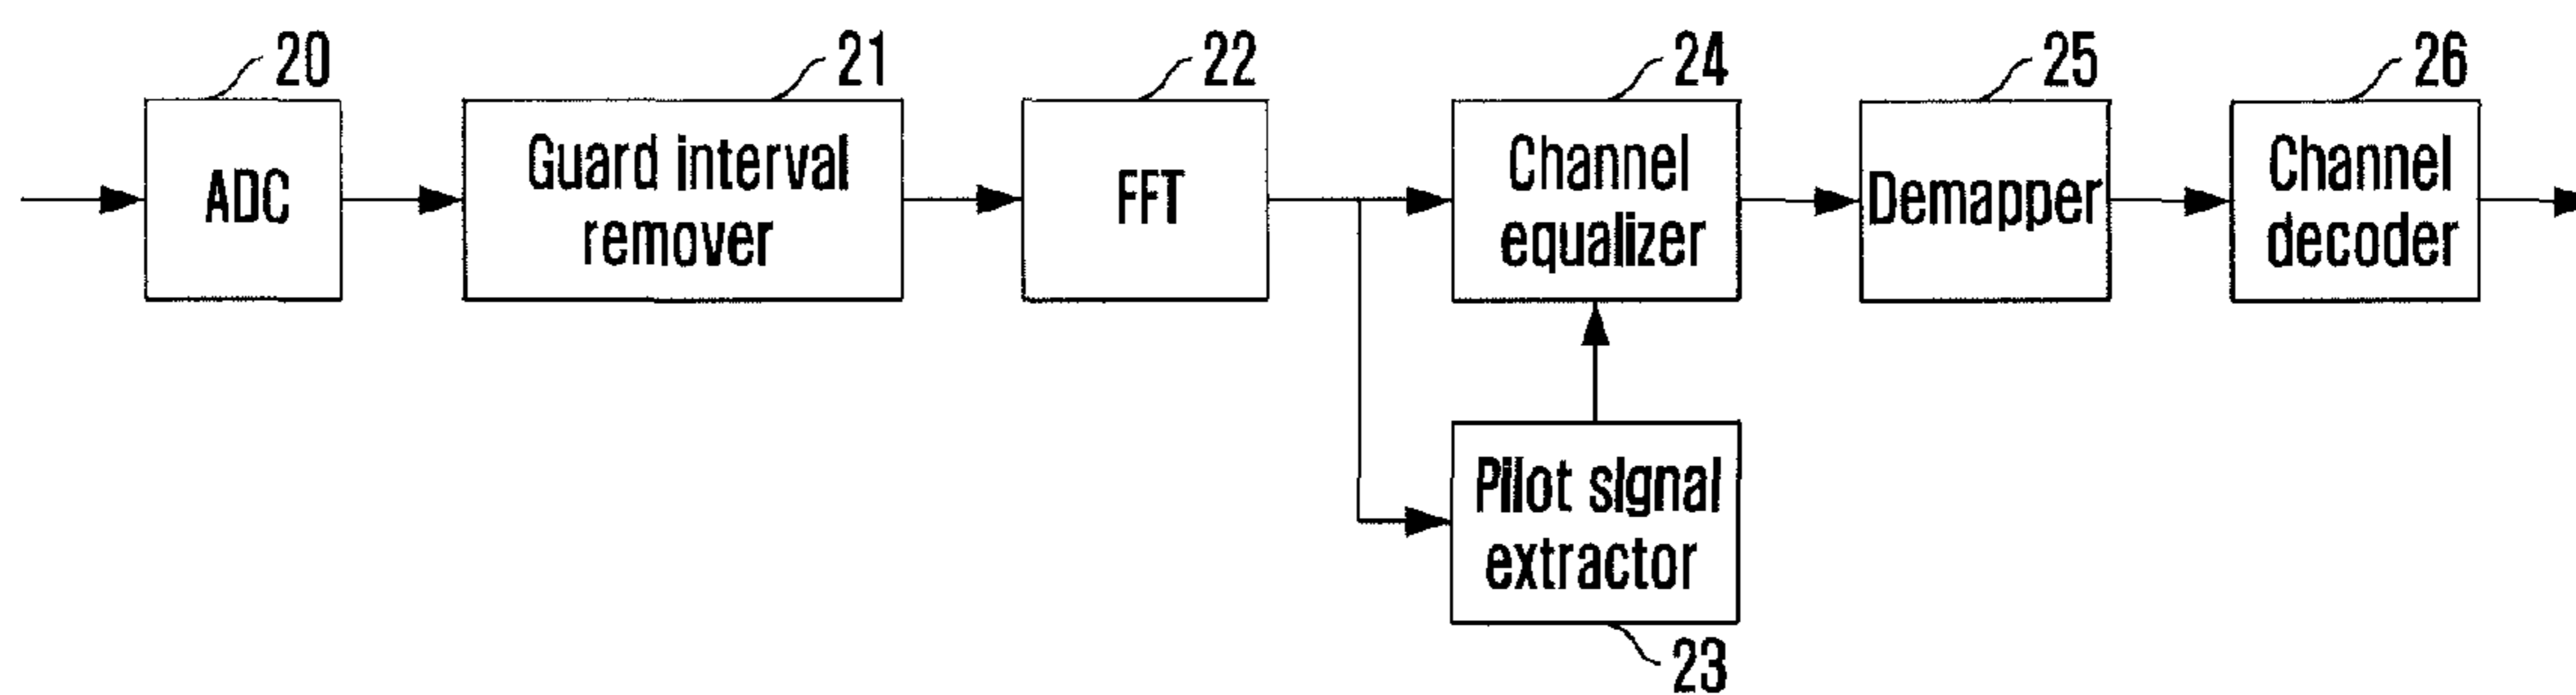 20
21
22
24
25
26
ADC
Guard interval
remover
FFT
Channel
equalizer
Demapper
Channel
decoder
Pilot signal
extractor
23